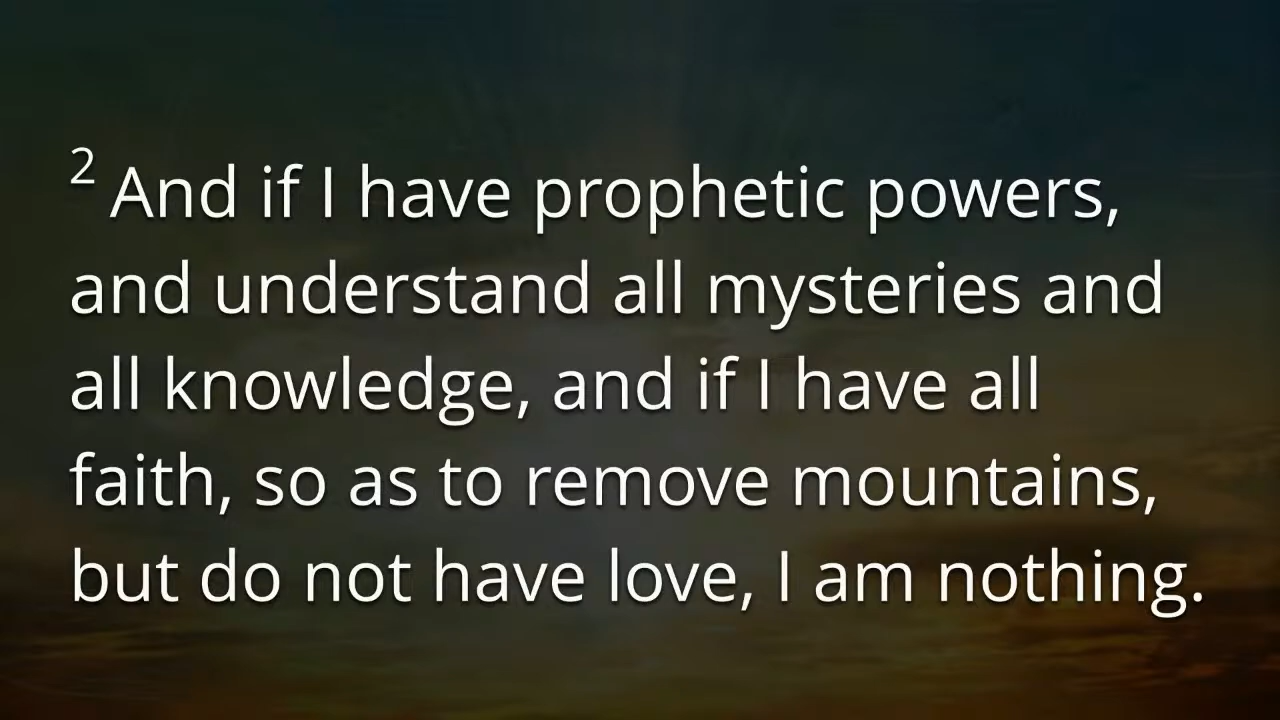 2 And if I have prophetic powers,
and understand all mysteries and
all knowledge, and if I have all
faith, so as to remove mountains,
but do not have love, I am nothing.